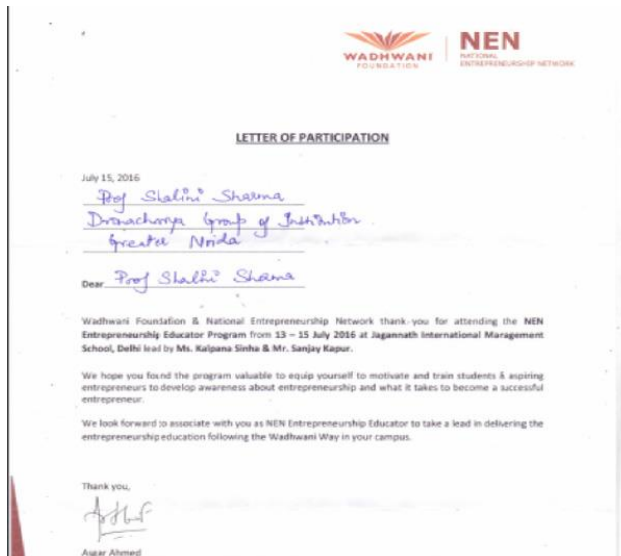 WADHWANI
FOUNDATION
NEN
NATIONAL
ENTREPRENEURSHIP NETWORK
LETTER OF PARTICIPATION
July 15, 2016
Prof Shalini Sharma
Dronacharya Group of Institution
Greater Noida
Dear Prof Shalini Sharma
Wadhwani Foundation & National Entrepreneurship Network thank you for attending the NEN
Entrepreneurship Educator Program from 13 – 15 July 2016 at Jagannath International Management
School, Delhi lead by Ms. Kalpana Sinha & Mr. Sanjay Kapur.
We hope you found the program valuable to equip yourself to motivate and train students & aspiring
entrepreneurs to develop awareness about entrepreneurship and what it takes to become a successful
entrepreneur.
We look forward to associate with you as NEN Entrepreneurship Educator to take a lead in delivering the
entrepreneurship education following the Wadhwani Way in your campus.
Thank you,
Asgar Ahmed